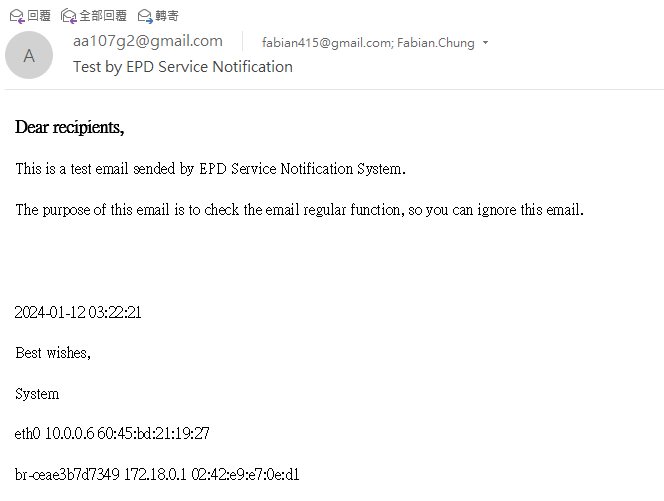 回覆 全部回覆 轉寄
A
aa107g2@gmail.com fabian415@gmail.com; Fabian.Chung
Test by EPD Service Notification
Dear recipients,
This is a test email sended by EPD Service Notification System.
The purpose of this email is to check the email regular function, so you can ignore this email.
2024-01-12 03:22:21
Best wishes,
System
eth0 10.0.0.6 60:45:bd:21:19:27
br-ceae3b7d7349 172.18.0.1 02:42:e9:e7:0e:d1